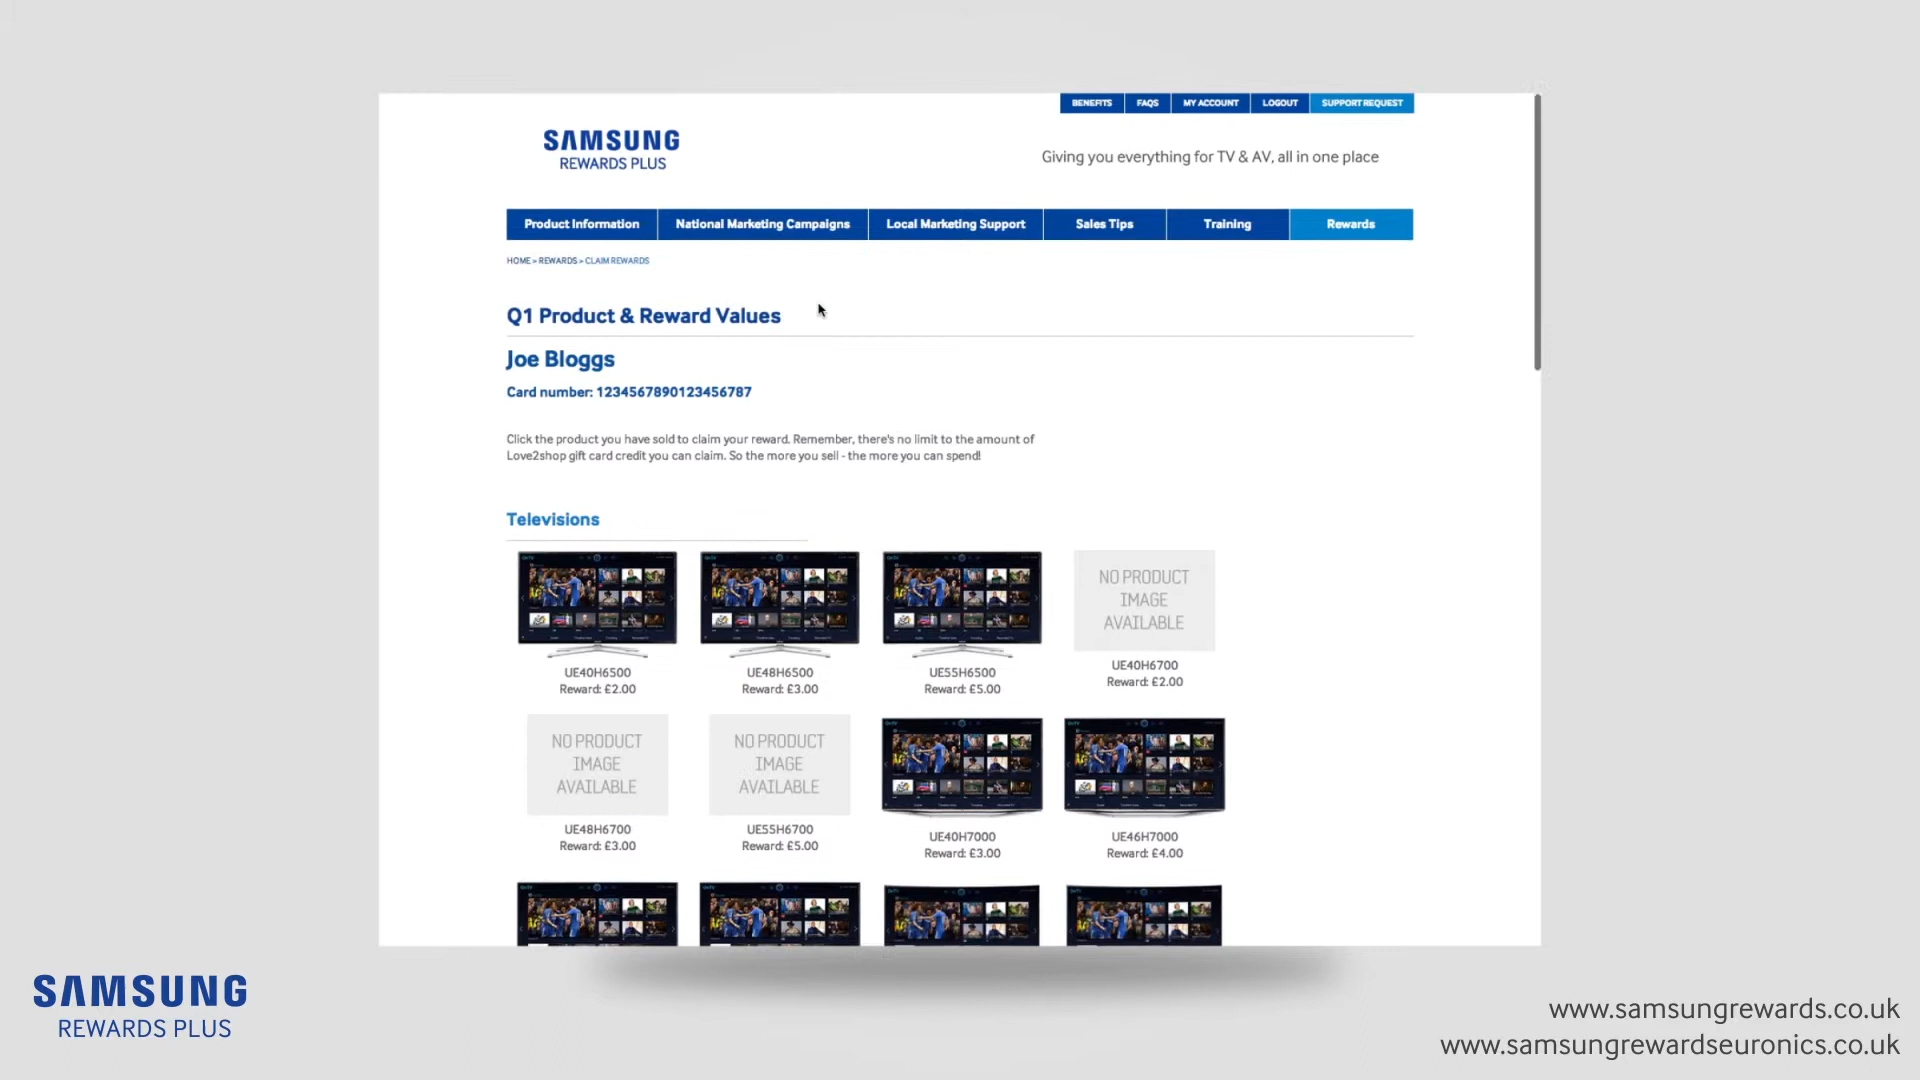 BENEFITS FAQS MY ACCOUNT LOGOUT SUPPORT REQUEST
SAMSUNG
REWARDS PLUS
Giving you everything for TV & AV, all in one place
Product Information National Marketing Campaigns Local Marketing Support Sales Tips Training Rewards
HOME > REWARDS > CLAIM REWARDS
Q1 Product & Reward Values
Joe Bloggs
Card number: 1234567890123456787
Click the product you have sold to claim your reward. Remember, there's no limit to the amount of
Love2shop gift card credit you can claim. So the more you sell - the more you can spend!
Televisions
NO PRODUCT
IMAGE
AVAILABLE
UE40H6500 UE48H6500 UE55H6500 UE40H6700
Reward: £2.00 Reward: £3.00 Reward: £5.00 Reward: £2.00
NO PRODUCT NO PRODUCT
IMAGE IMAGE
AVAILABLE AVAILABLE
UE48H6700 UE55H6700 UE40H7000 UE46H7000
Reward: £3.00 Reward: £5.00 Reward: £3.00 Reward: £4.00
SAMSUNG
REWARDS PLUS
www.samsungrewards.co.uk
www.samsungrewardseuronics.co.uk